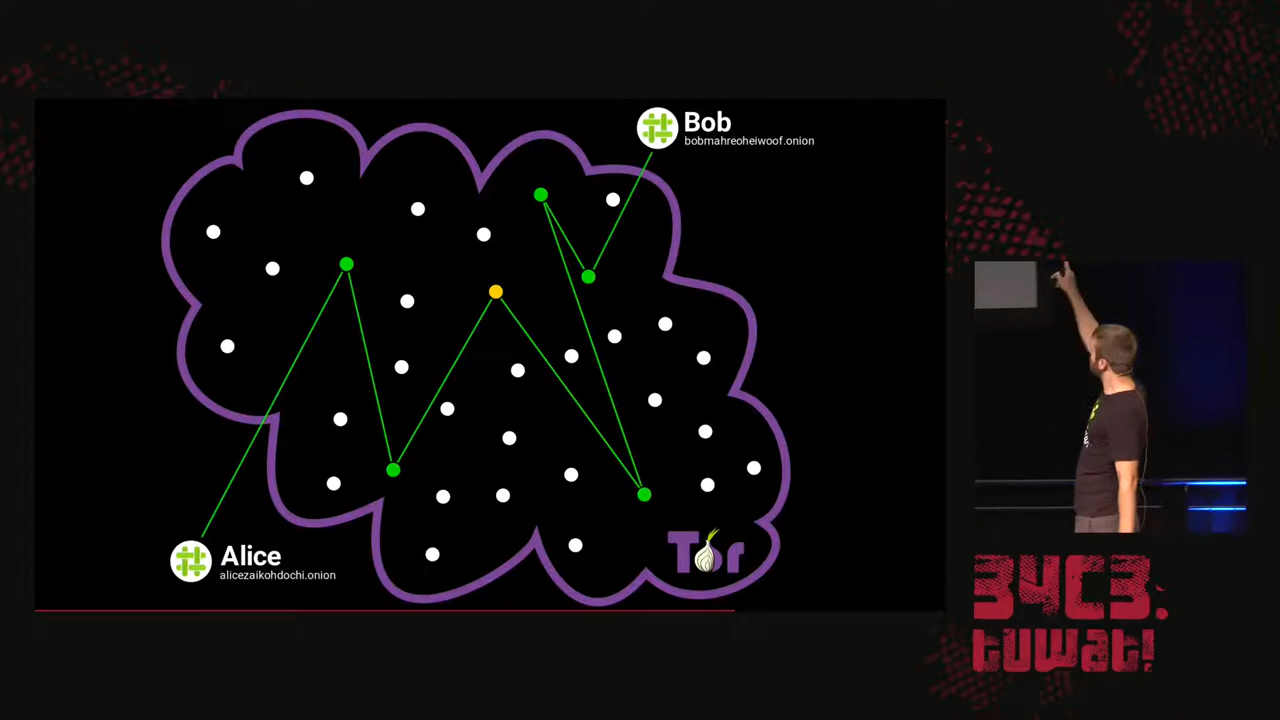 Bob
bobmahreoheiwoof.onion
Alice
alicezaikohdochi.onion
Tor
34C3:
tuwat!